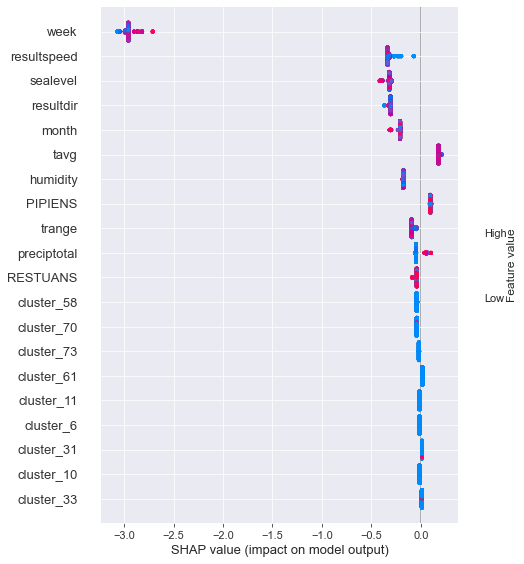 week
resultspeed
sealevel
resultdir
month
tavg
humidity
PIPIENS
trange
preciptotal
RESTUANS
cluster_58
cluster_70
cluster_73
cluster_61
cluster_11
cluster_6
cluster_31
cluster_10
cluster_33
−3.0 −2.5 −2.0 −1.5 −1.0 −0.5 0.0
SHAP value (impact on model output)
High
Low
Feature value